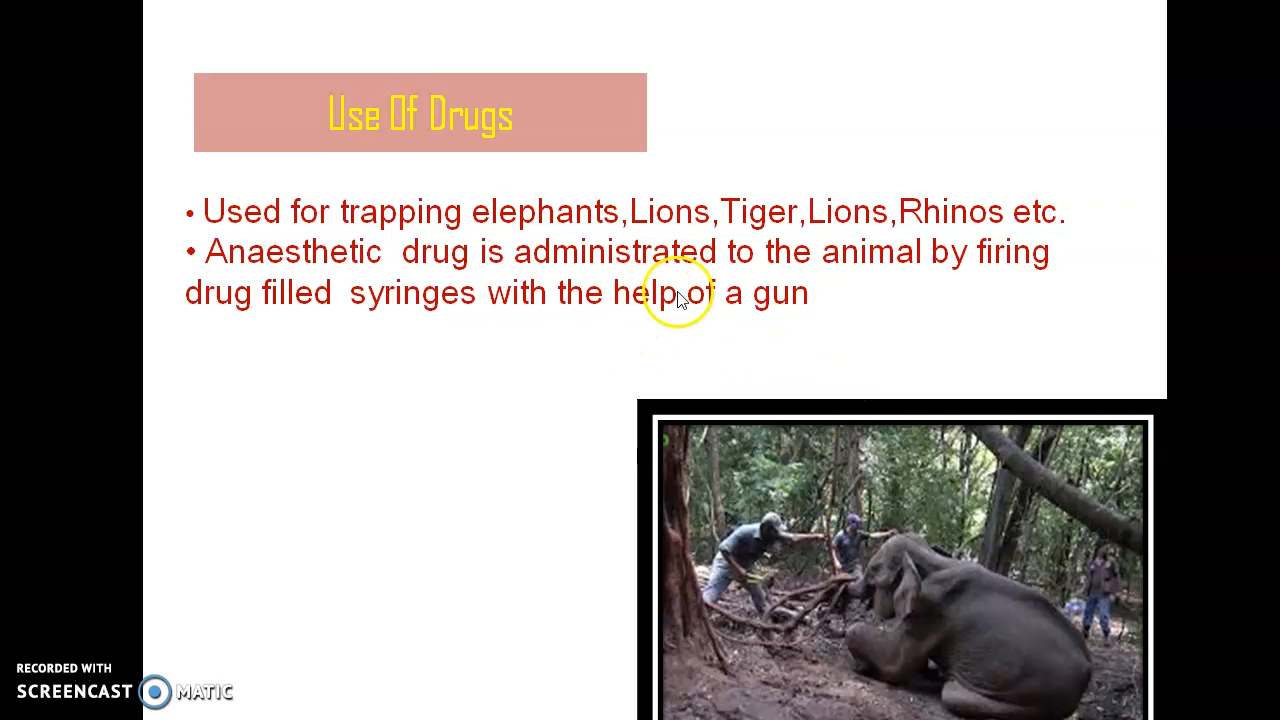 Use Of Drugs
• Used for trapping elephants,Lions,Tiger,Lions,Rhinos etc.
• Anaesthetic  drug is administrated to the animal by firing
drug filled  syringes with the help of a gun
RECORDED WITH
SCREENCAST MATIC